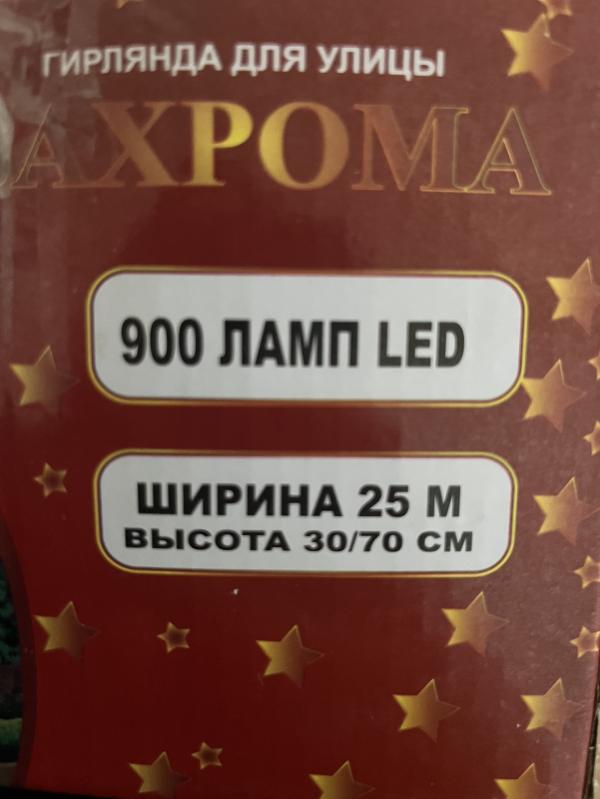 ГИРЛЯНДА ДЛЯ УЛИЦЫ
АХРОМА
900 ЛАМП LED
ШИРИНА 25 М
ВЫСОТА 30/70 СМ